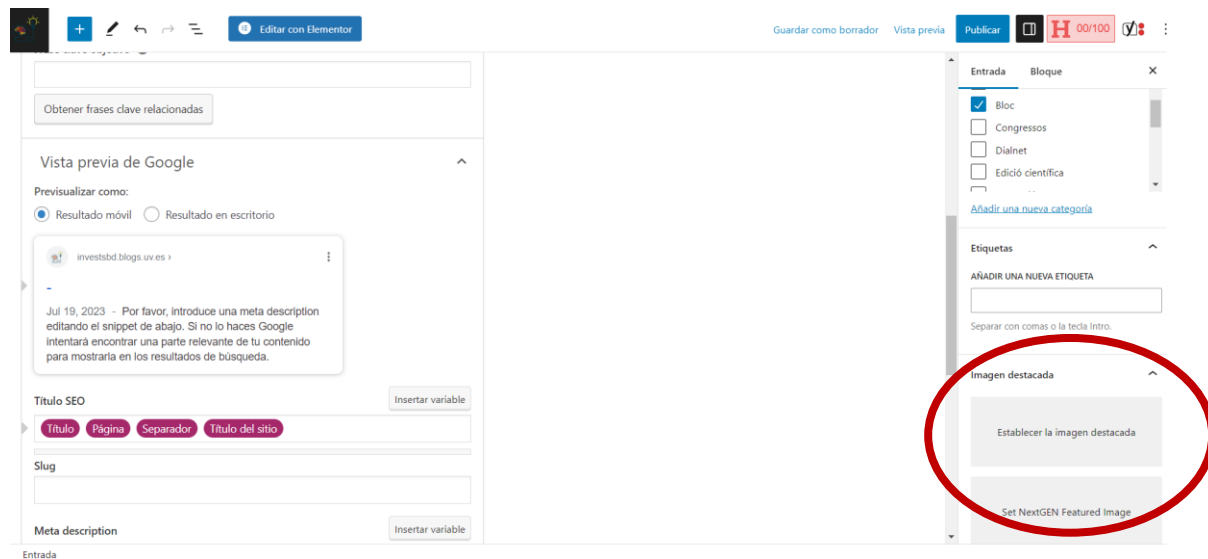 Editar con Elementor
Guardar como borrador
Vista previa
Publicar
H 00/100
Obtener frases clave relacionadas
Vista previa de Google
Previsualizar como:
Resultado móvil
Resultado en escritorio
investsbd.blogs.uv.es ›
-
Jul 19, 2023 - Por favor, introduce una meta description
editando el snippet de abajo. Si no lo haces Google
intentará encontrar una parte relevante de tu contenido
para mostrarla en los resultados de búsqueda.
Título SEO
Insertar variable
Título Página Separador Título del sitio
Slug
Meta description
Insertar variable
Entrada
Entrada Bloque
Bloc
Congressos
Dialnet
Edició científica
Añadir una nueva categoría
Etiquetas
AÑADIR UNA NUEVA ETIQUETA
Separar con comas o la tecla Intro.
Imagen destacada
Establecer la imagen destacada
Set NextGEN Featured Image